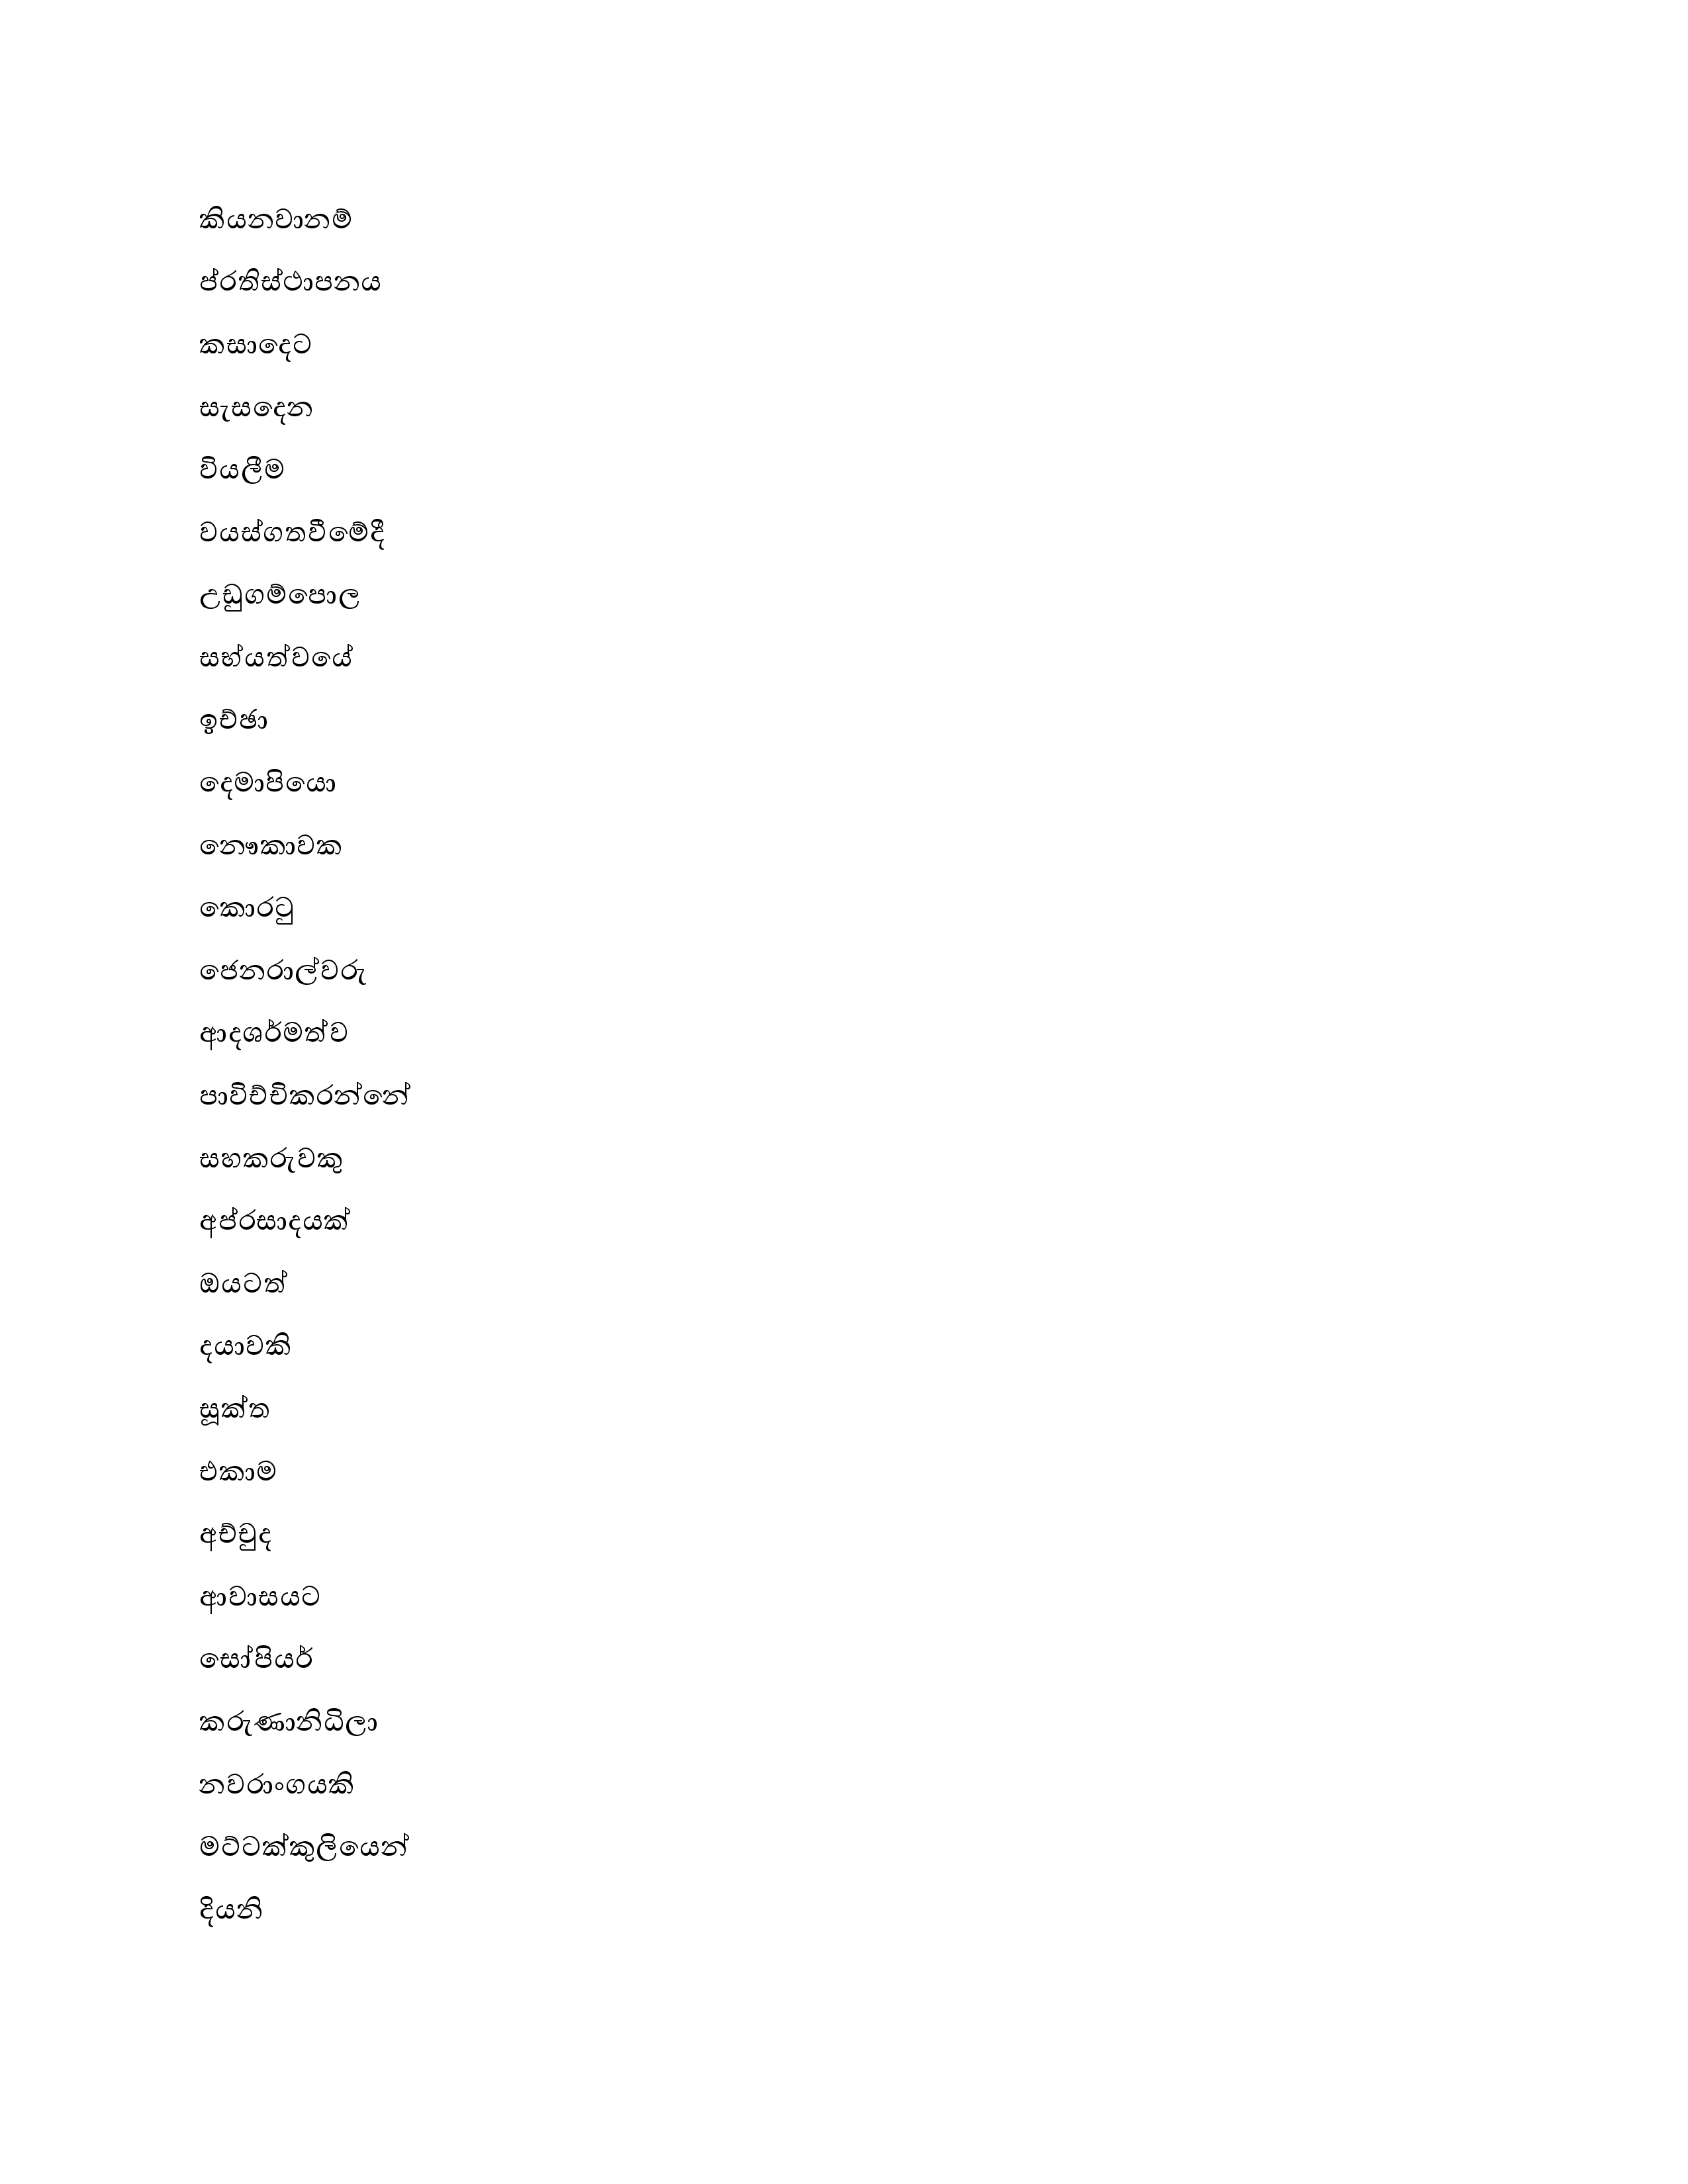 කියනවානම්
ප්රතිස්ථාපනය
කසාදෙට
සැසදෙන
වියලීම
වයස්ගතවීමේදී
උඩුගම්පොල
සභ්යත්වයේ
ඉච්ඡා
දෙමාපියො
නෞකාවක
කොරටු
ජෙනරාල්වරු
ආදශර්මත්ව
පාවිච්චිකරන්නේ
සහකරුවකු
අප්රසාදයක්
ඔයටත්
දයාවකි
සූක්ත
එකාම
අච්චුද
ආවාසයට
සෝපියර්
කරුණානිධිලා
නවරාංගයකි
මට්ටක්කුලියෙන්
දියනි